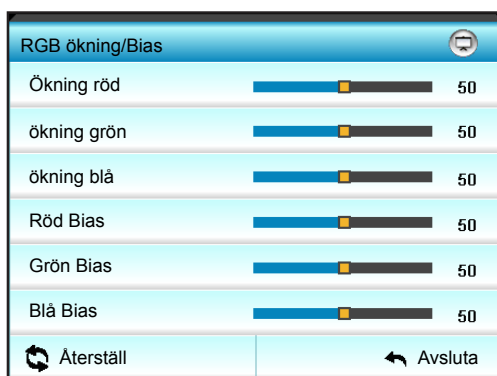 RGB ökning/Bias
Ökning röd 50
ökning grön 50
ökning blå 50
Röd Bias 50
Grön Bias 50
Blå Bias 50
Återställ Avsluta